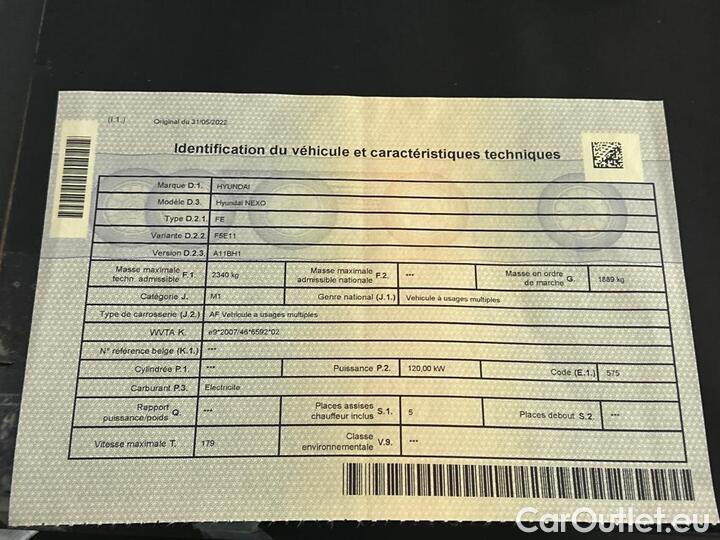 (I.1.) Original du 31/05/2022
Identification du véhicule et caractéristiques techniques
Marque D.1. HYUNDAI
Modèle D.3. Hyundai NEXO
Type D.2.1. FE
Variante D.2.2. F5E11
Version D.2.3. A11BH1
Masse maximale techn. admissible F.1. 2340 kg Masse maximale admissible nationale F.2. *** Masse en ordre de marche G. 1889 kg
Catégorie J. M1 Genre national (J.1.) Véhicule à usages multiples
Type de carrosserie (J.2.) AF Véhicule à usages multiples
WVTA K. e9*2007/46*6592*02
N° référence belge (K.1.) ***
Cylindrée P.1. *** Puissance P.2. 120,00 kW Code (E.1.) 575
Carburant P.3. Electricité
Rapport puissance/poids Q. *** Places assises chauffeur inclus S.1. 5 Places debout S.2. ***
Vitesse maximale T. 179 Classe environnementale V.9. ***
CarOutlet.eu